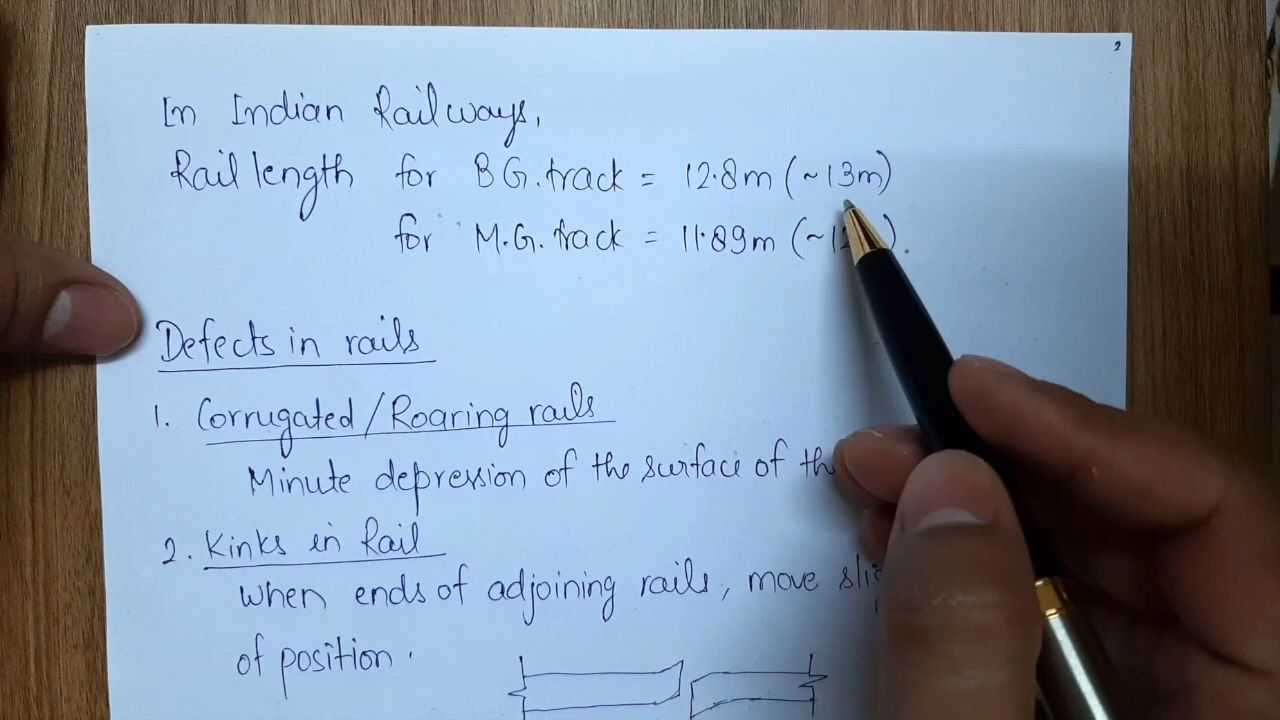 2
In Indian Railways,
Rail length for B G. track = 12.8m (~13m)
for M.G. track = 11.89m (~12 ).
Defects in rails
1. Corrugated / Roaring rails
Minute depression of the surface of
2. Kinks in Rail
When ends of adjoining rails, move
of position.